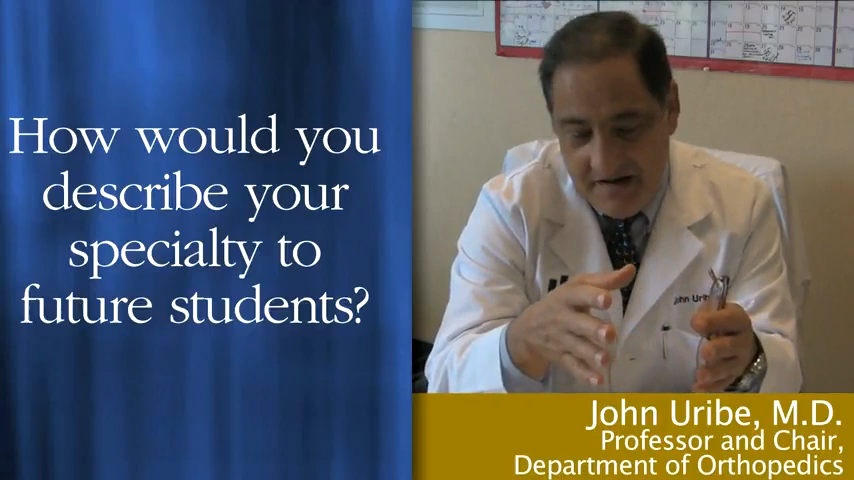 How would you
describe your
specialty to
future students?
John Uribe, M.D.
Professor and Chair,
Department of Orthopedics